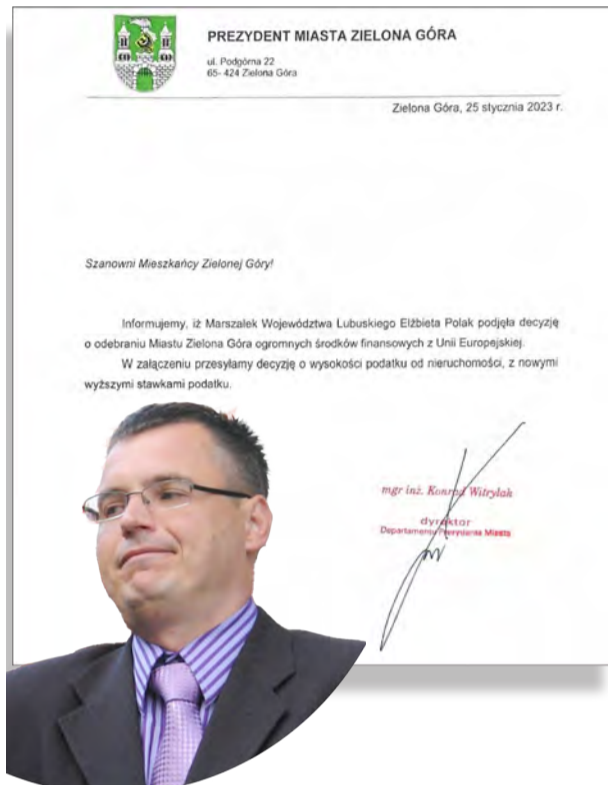 PREZYDENT MIASTA ZIELONA GÓRA
ul. Podgórna 22
65- 424 Zielona Góra
Zielona Góra, 25 stycznia 2023 r.
Szanowni Mieszkańcy Zielonej Góry!
Informujemy, iż Marszałek Województwa Lubuskiego Elżbieta Polak podjęła decyzję
o odebraniu Miastu Zielona Góra ogromnych środków finansowych z Unii Europejskiej.
W załączeniu przesyłamy decyzję o wysokości podatku od nieruchomości, z nowymi
wyższymi stawkami podatku.
mgr inż. Konrad Witrylak
dyrektor
Departamentu Prezydenta Miasta